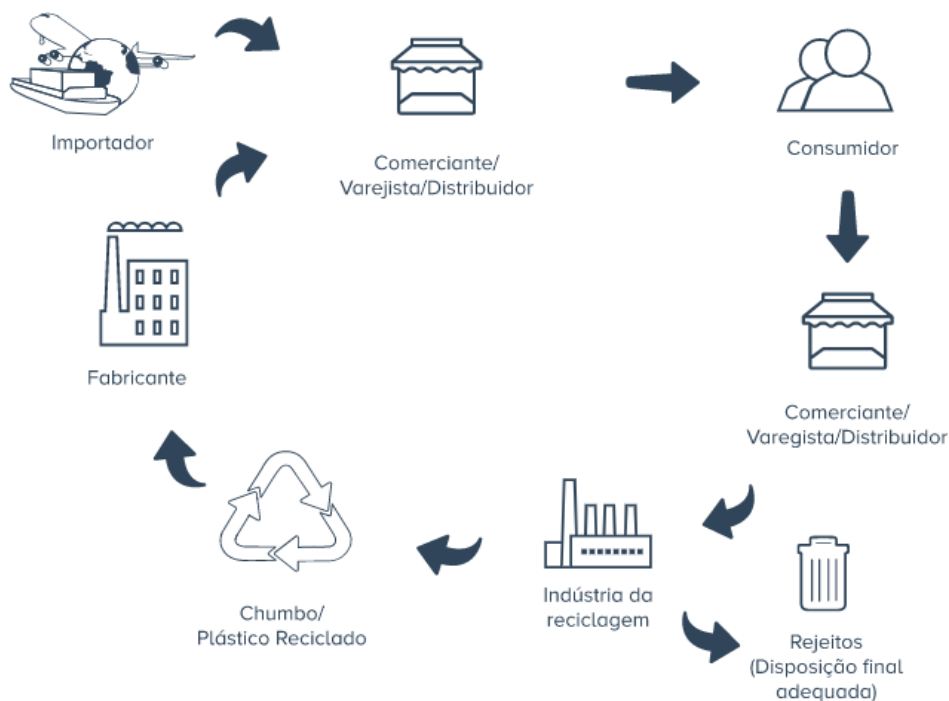 Importador
Comerciante/
Varejista/Distribuidor
Consumidor
Fabricante
Comerciante/
Varegista/Distribuidor
Chumbo/
Plástico Reciclado
Indústria da
reciclagem
Rejeitos
(Disposição final
adequada)